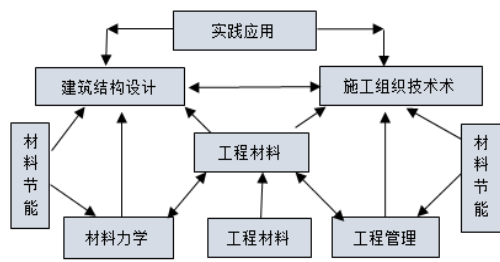 实践应用
建筑结构设计
施工组织技术术
材料节能
工程材料
材料节能
材料力学
工程材料
工程管理